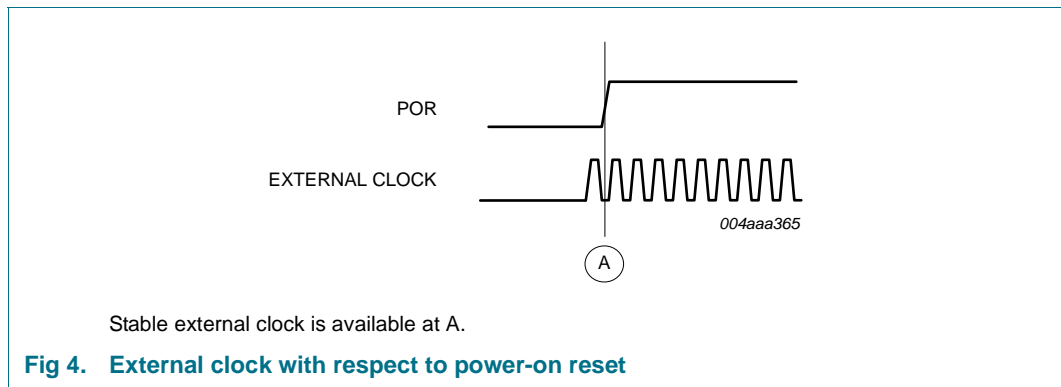 POR
EXTERNAL CLOCK
004aaa365
A
Stable external clock is available at A.
Fig 4. External clock with respect to power-on reset